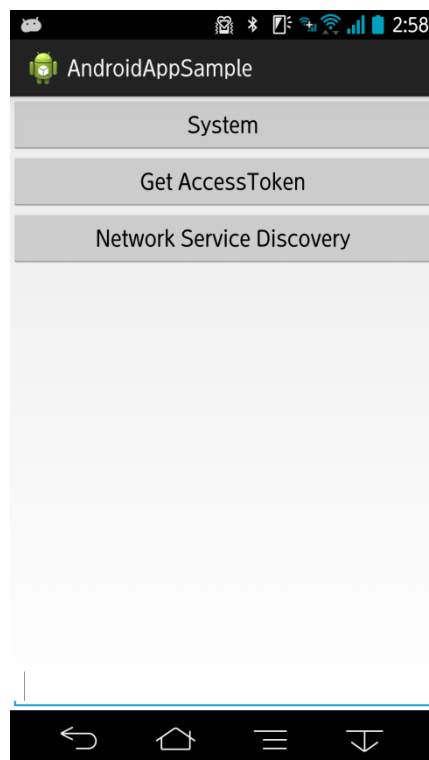 2:58
AndroidAppSample
System
Get AccessToken
Network Service Discovery